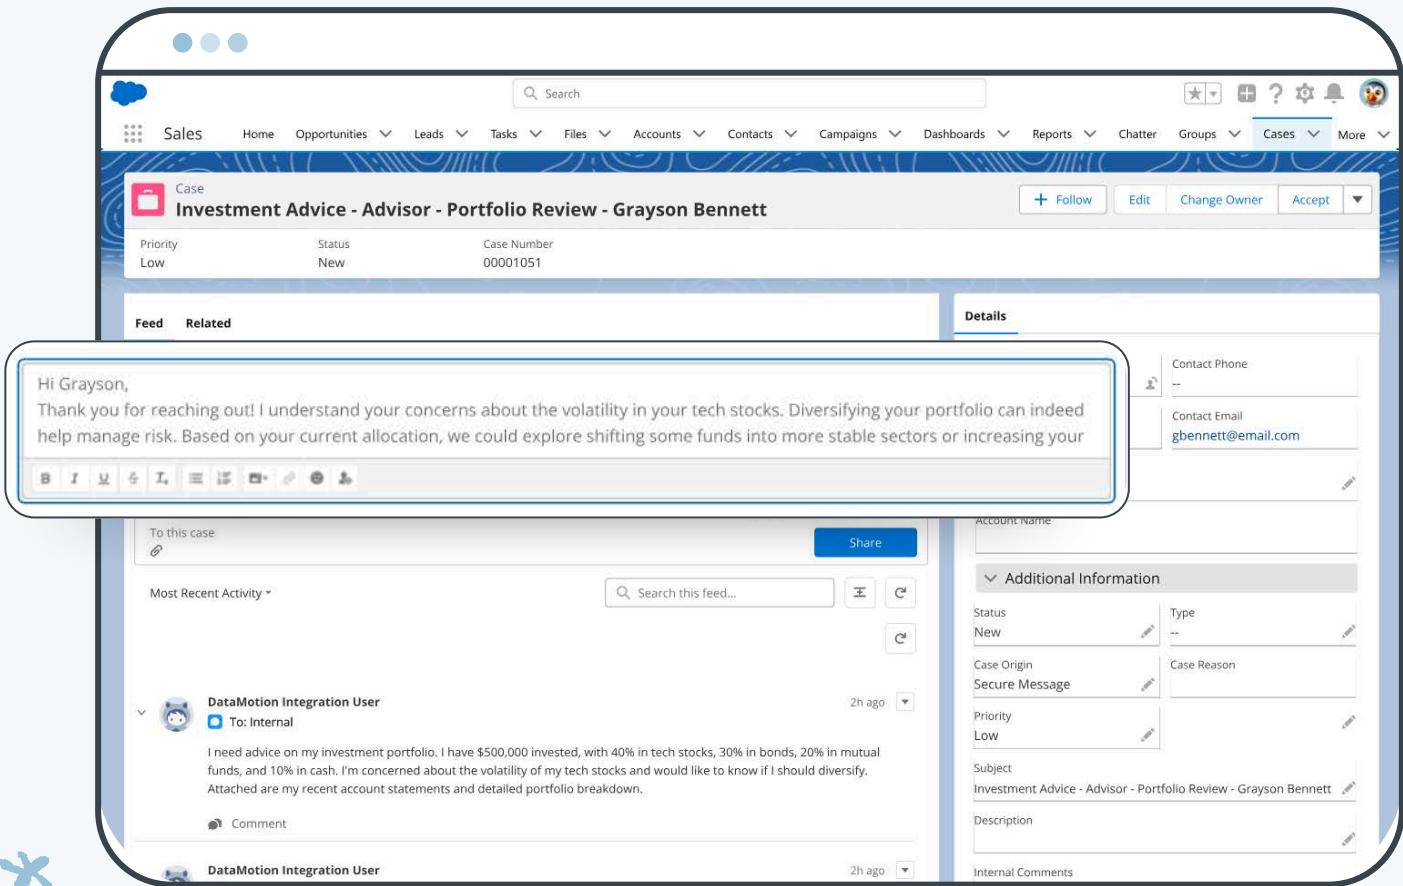 Search
Sales Home Opportunities Leads Tasks Files Accounts Contacts Campaigns Dashboards Reports Chatter Groups Cases More
Case
Investment Advice - Advisor - Portfolio Review - Grayson Bennett
+ Follow Edit Change Owner Accept
Priority Status Case Number
Low New 00001051
Feed Related
Hi Grayson,
Thank you for reaching out! I understand your concerns about the volatility in your tech stocks. Diversifying your portfolio can indeed
help manage risk. Based on your current allocation, we could explore shifting some funds into more stable sectors or increasing your
B I U S
To this case
Share
Most Recent Activity
Search this feed...
DataMotion Integration User
2h ago
To: Internal
I need advice on my investment portfolio. I have $500,000 invested, with 40% in tech stocks, 30% in bonds, 20% in mutual
funds, and 10% in cash. I'm concerned about the volatility of my tech stocks and would like to know if I should diversify.
Attached are my recent account statements and detailed portfolio breakdown.
Comment
DataMotion Integration User
2h ago
Details
Contact Phone
--
Contact Email
gbennett@email.com
Account Name
Additional Information
Status Type
New --
Case Origin Case Reason
Secure Message
Priority
Low
Subject
Investment Advice - Advisor - Portfolio Review - Grayson Bennett
Description
Internal Comments